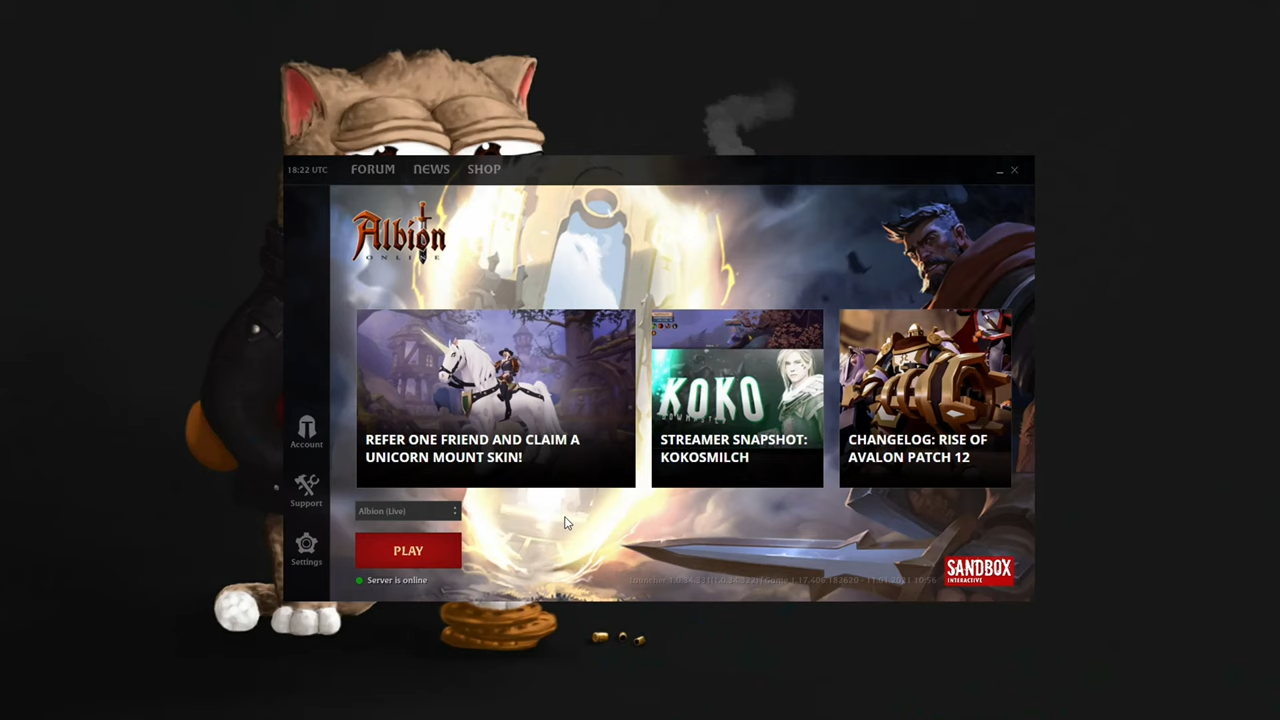 18:22 UTC
FORUM
NEWS
SHOP
Albion
ONLINE
REFER ONE FRIEND AND CLAIM A
UNICORN MOUNT SKIN!
KOKO
STREAMER SNAPSHOT:
KOKOSMILCH
CHANGELOG: RISE OF
AVALON PATCH 12
Account
Support
Settings
Albion (Live)
PLAY
Server is online
SANDBOX
INTERACTIVE